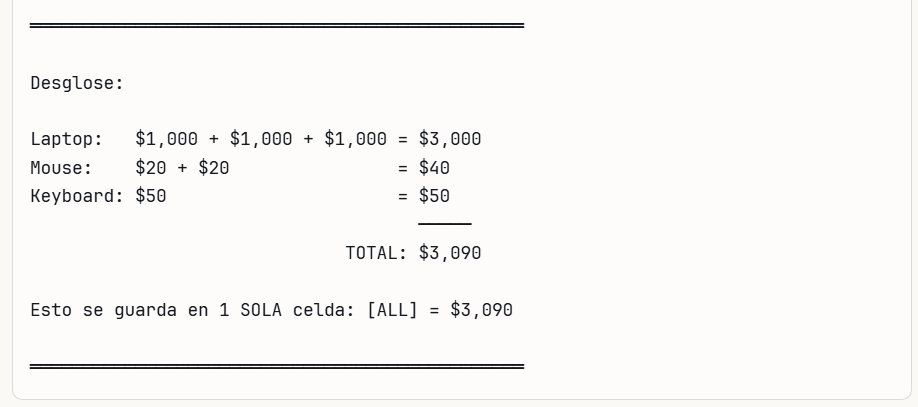 Desglose:
Laptop:   $1,000 + $1,000 + $1,000 = $3,000
Mouse:    $20 + $20                = $40
Keyboard: $50                      = $50
TOTAL: $3,090
Esto se guarda en 1 SOLA celda: [ALL] = $3,090